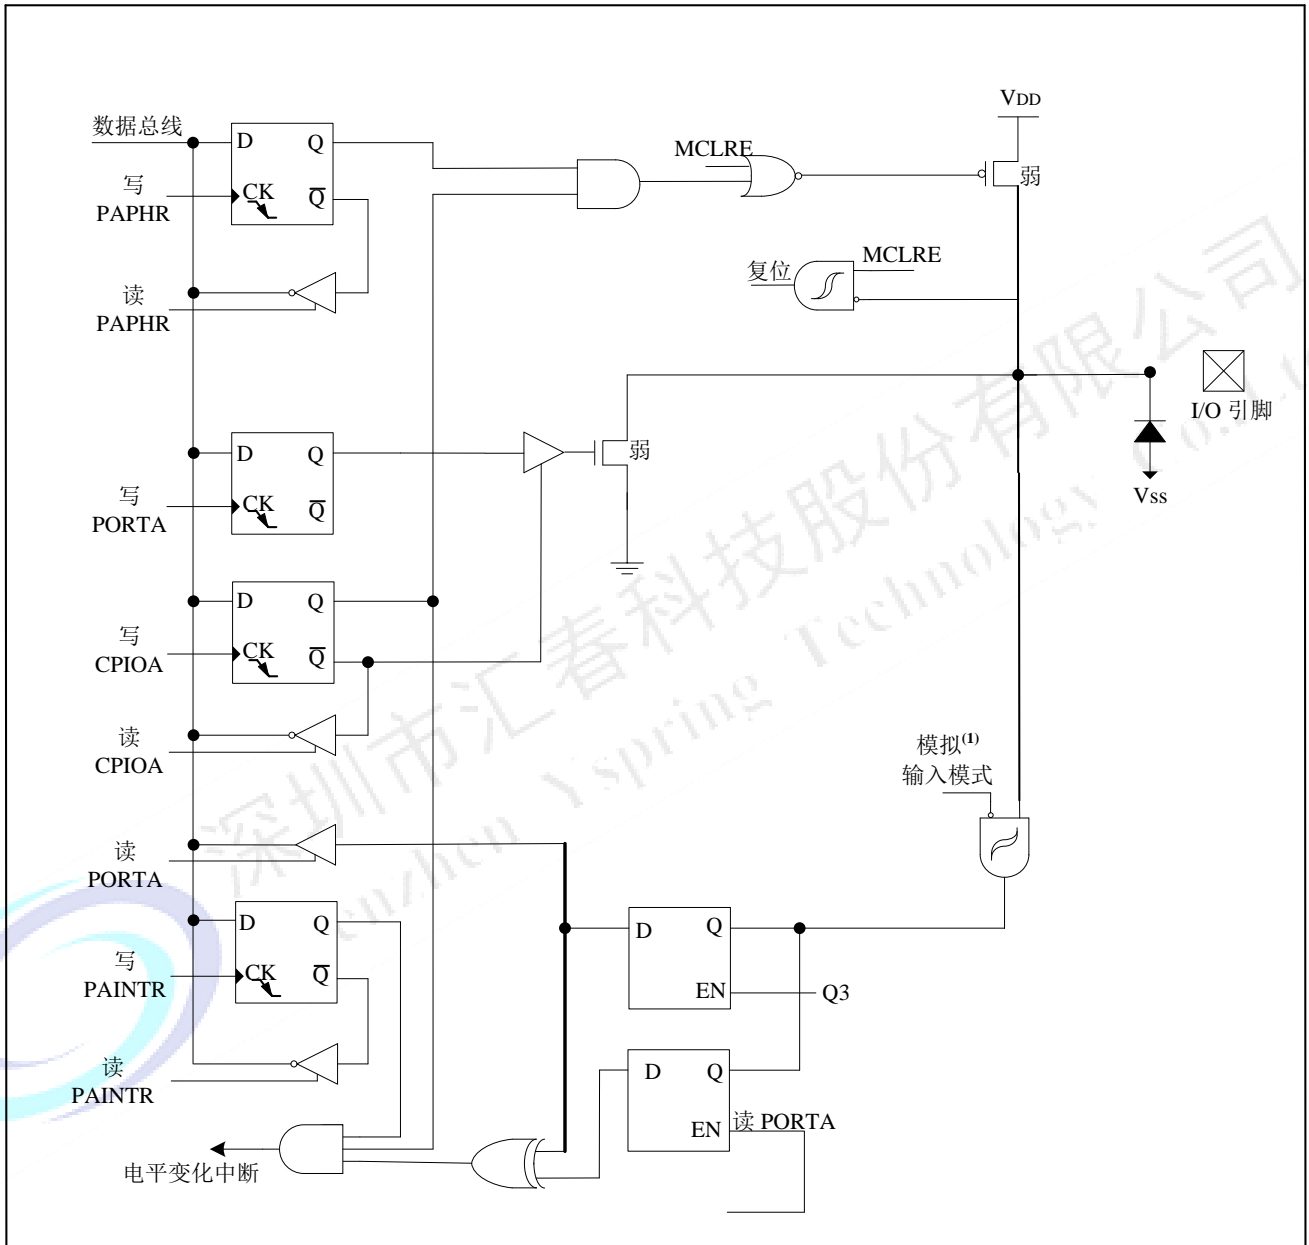 VDD
数据总线
D Q
MCLRE
写
PAPHR
CK Q
弱
复位
MCLRE
读
PAPHR
I/O 引脚
D Q
弱
写
PORTA
CK Q
Vss
D Q
写
CPIOA
CK Q
读
CPIOA
模拟(1)
输入模式
读
PORTA
D Q
D Q
写
PAINTR
CK Q
EN
Q3
读
PAINTR
D Q
EN
读 PORTA
电平变化中断
深圳市汇春科技股份有限公司
Shenzhen Yspring Technology Co.,Lt